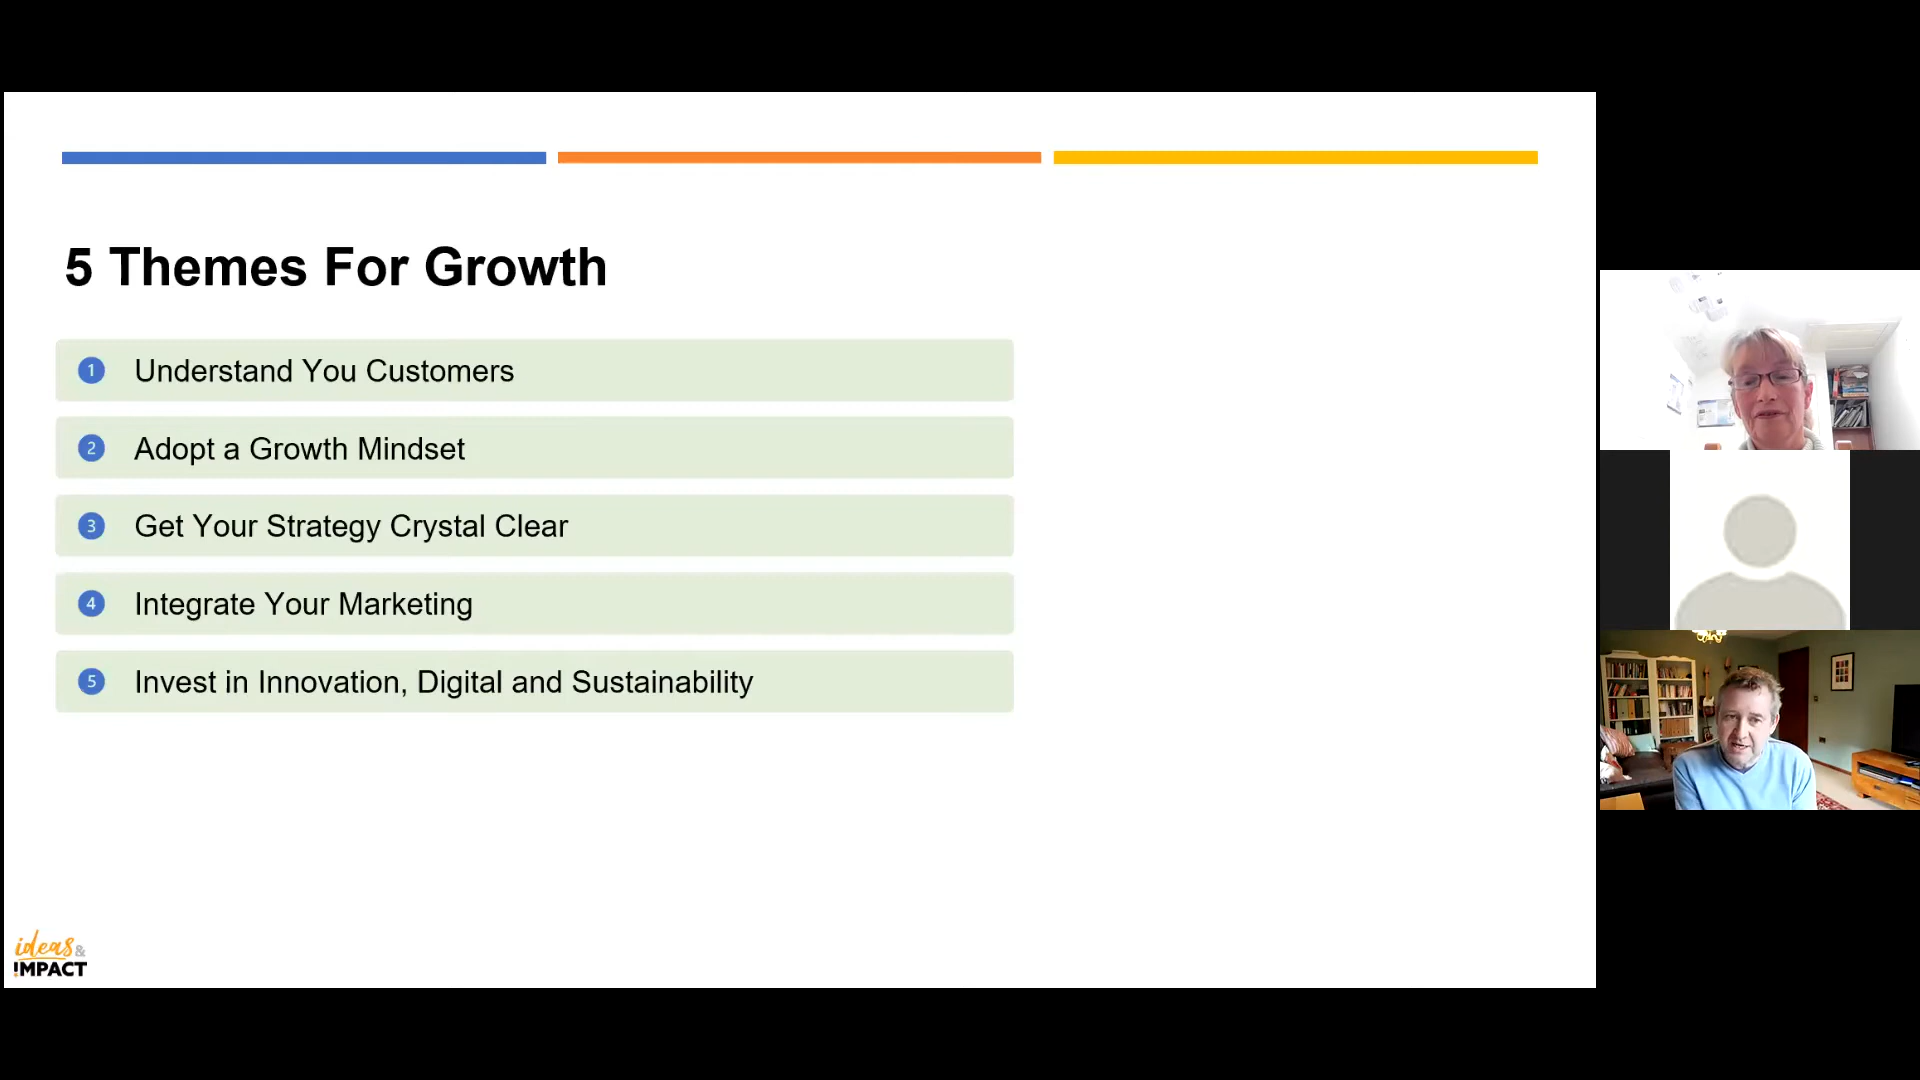 5 Themes For Growth
1 Understand You Customers
2 Adopt a Growth Mindset
3 Get Your Strategy Crystal Clear
4 Integrate Your Marketing
5 Invest in Innovation, Digital and Sustainability
ideas &
!MPACT